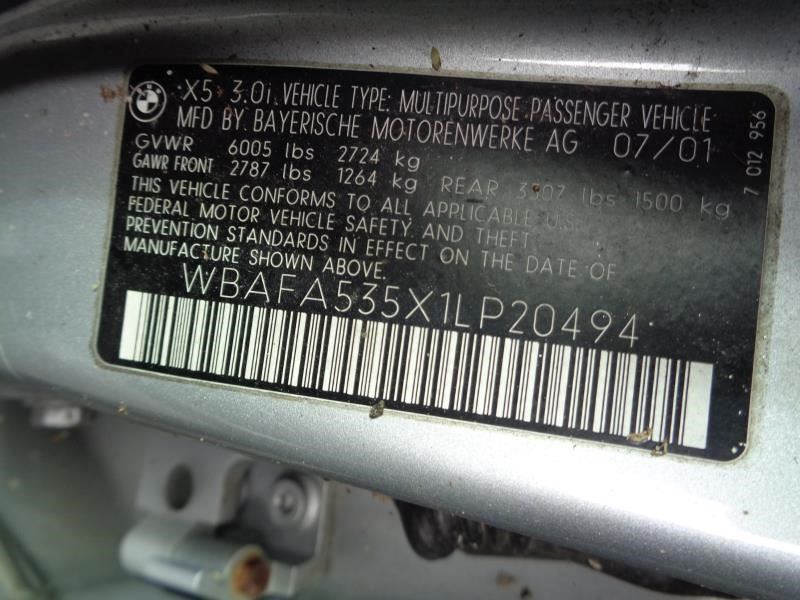 BMW
X5 3.0i VEHICLE TYPE: MULTIPURPOSE PASSENGER VEHICLE
MFD BY BAYERISCHE MOTORENWERKE AG 07/01
GVWR 6005 lbs 2724 kg
GAWR FRONT 2787 lbs 1264 kg REAR 3307 lbs 1500 kg
THIS VEHICLE CONFORMS TO ALL APPLICABLE U.S.
FEDERAL MOTOR VEHICLE SAFETY AND THEFT
PREVENTION STANDARDS IN EFFECT ON THE DATE OF
MANUFACTURE SHOWN ABOVE.
WBAFA535X1LP20494
7 012 956